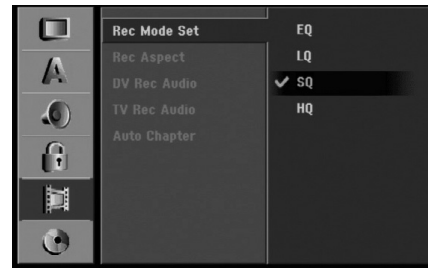 Rec Mode Set
Rec Aspect
DV Rec Audio
TV Rec Audio
Auto Chapter
EQ
LQ
SQ
HQ
A